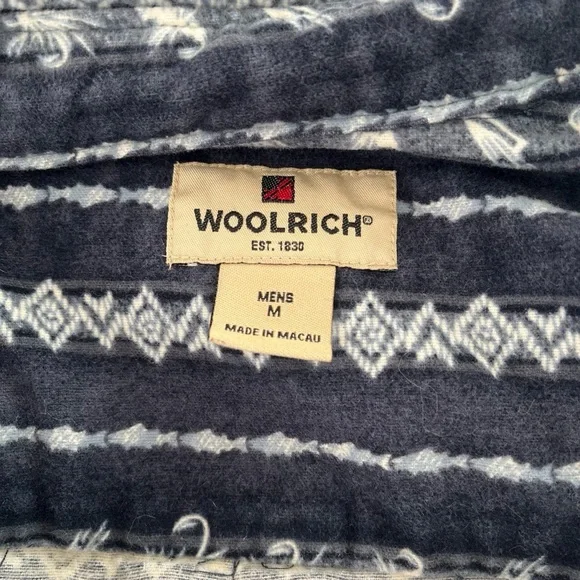 WOOLRICH®
EST. 1830
MENS
M
MADE IN MACAU